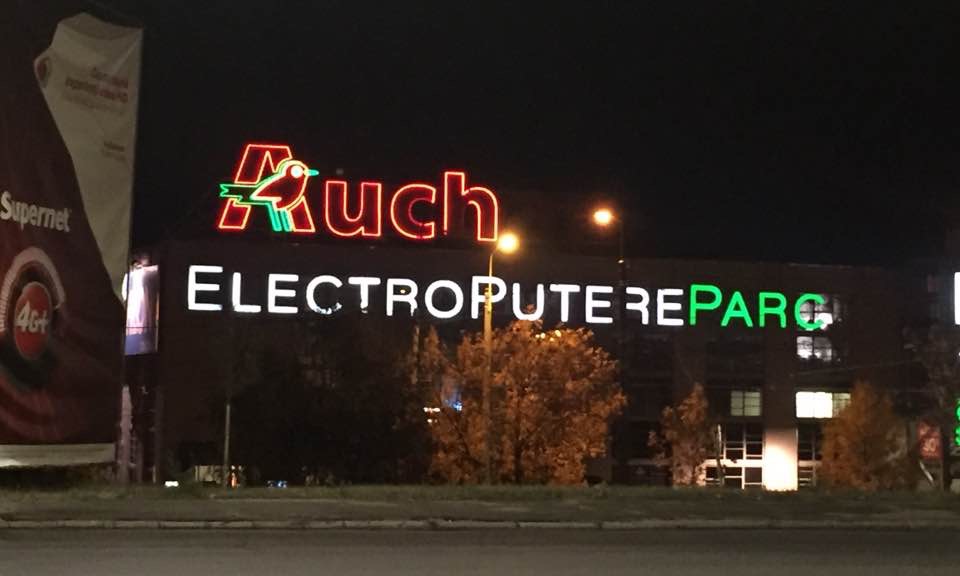 Auch
ELECTROPUTEREPARC
Supernet
4G+